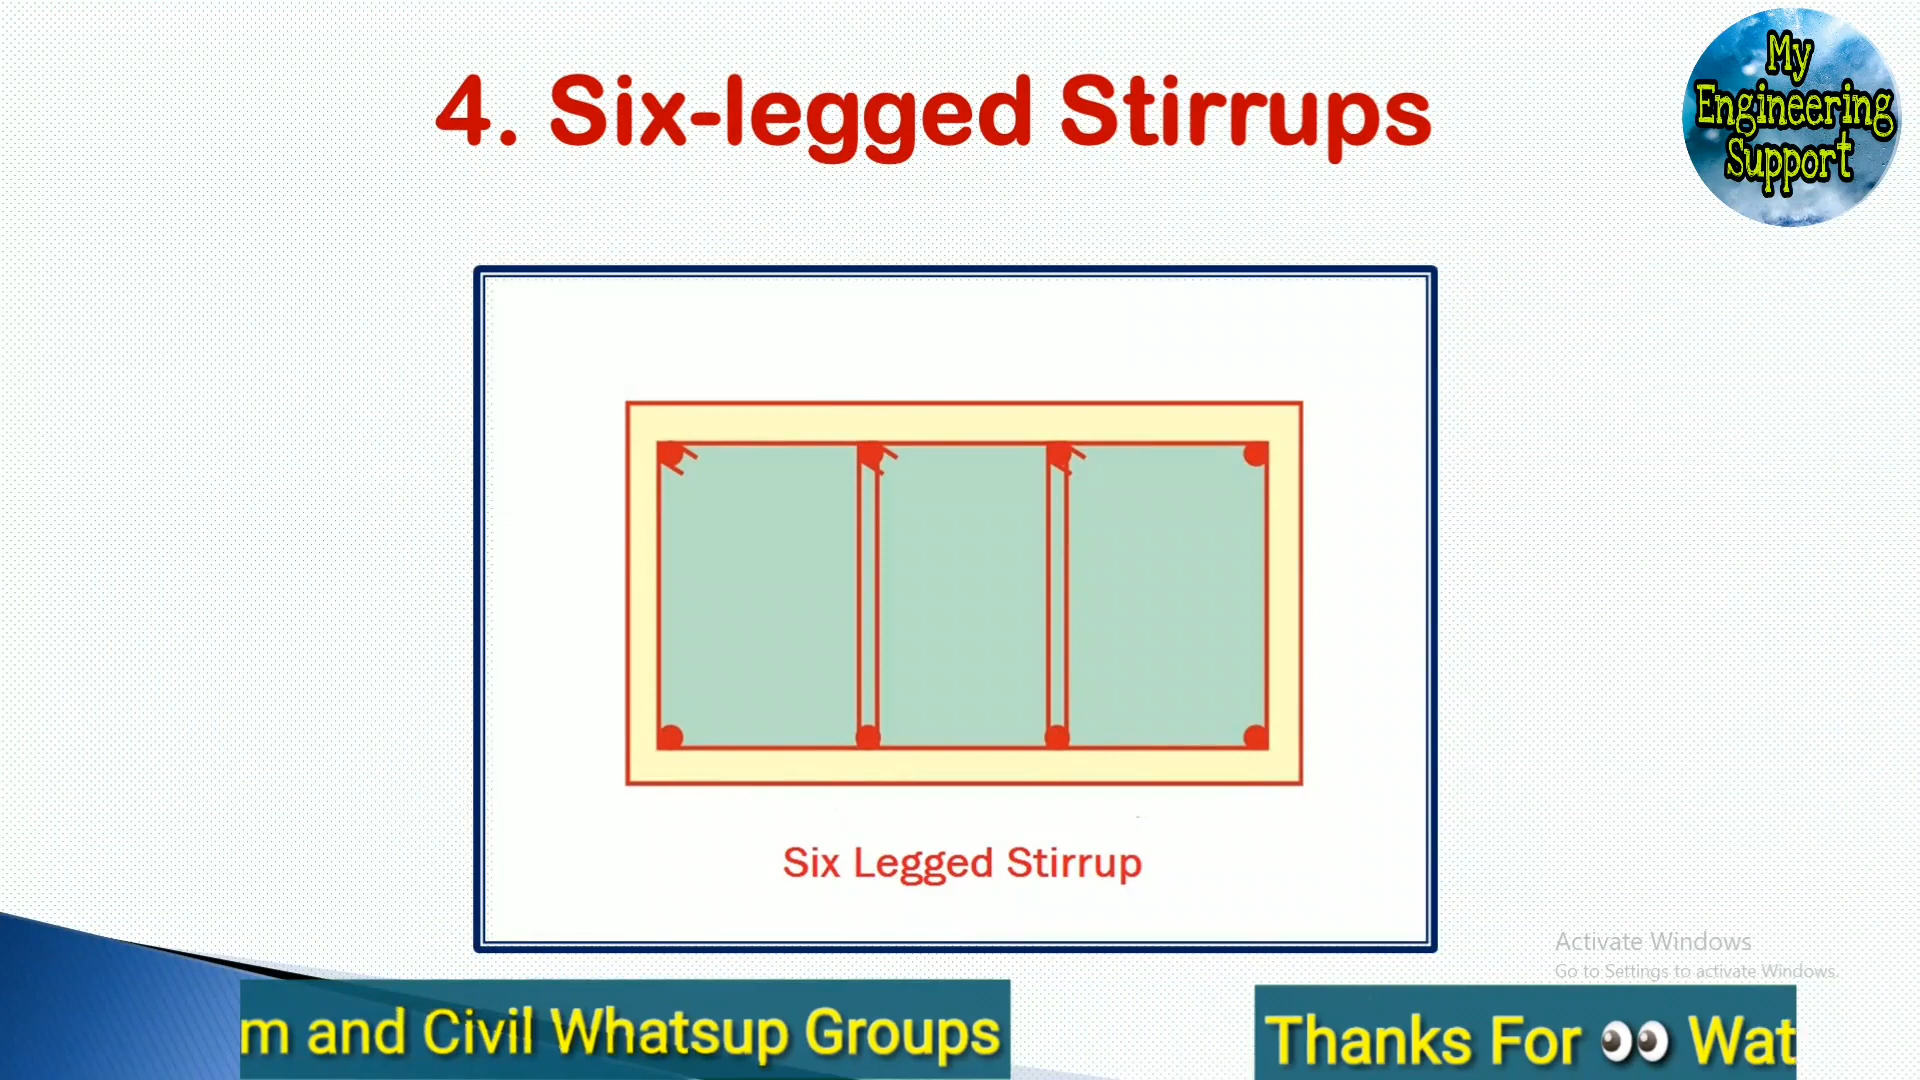 4. Six-legged Stirrups
My
Engineering
Support
Six Legged Stirrup
Activate Windows
Go to Settings to activate Windows.
m and Civil Whatsup Groups
Thanks For 👀 Wat